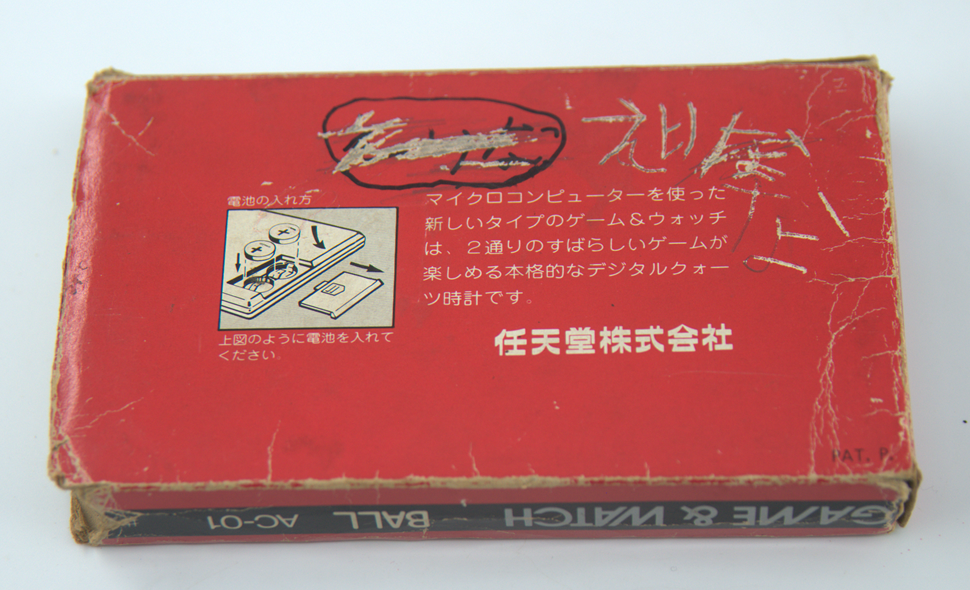 電池の入れ方
上図のように電池を入れて
ください。
マイクロコンピューターを使った
新しいタイプのゲーム&ウォッチ
は、2通りのすばらしいゲームが
楽しめる本格的なデジタルクォー
ツ時計です。
任天堂株式会社
PAT. P.
GAME & WATCH BALL AC-01